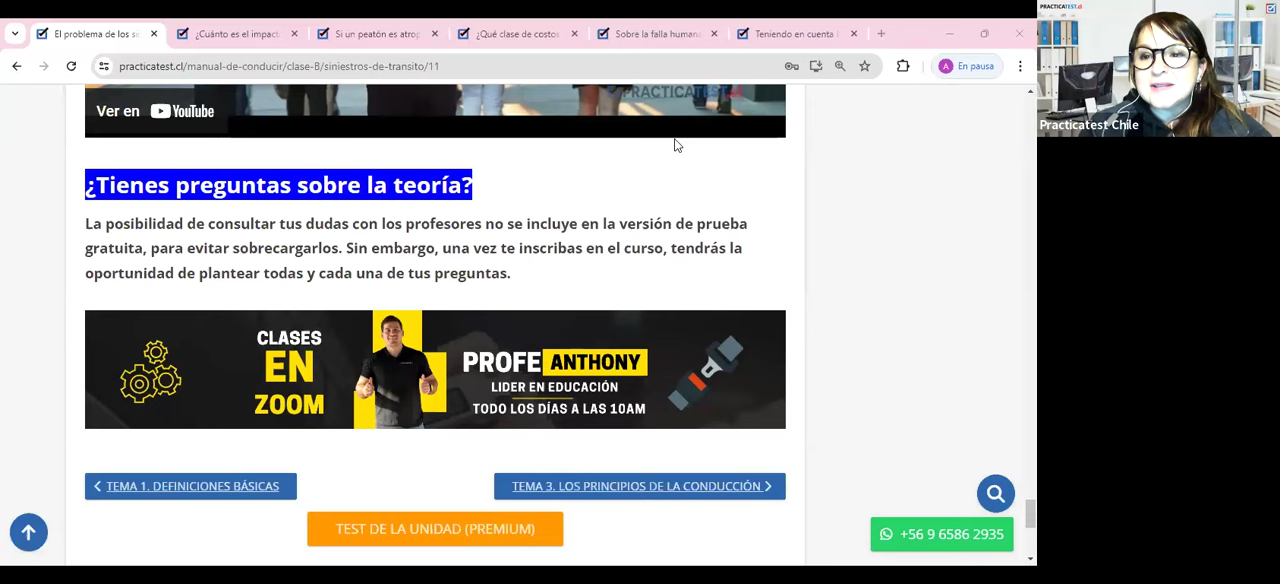 El problema de los si
¿Cuánto es el impact
Si un peatón es atrop
¿Qué clase de costos
Sobre la falla humana
Teniendo en cuenta l
practicatest.cl/manual-de-conducir/clase-B/siniestros-de-transito/11
A
En pausa
PRACTICATEST.cl
Practicatest Chile
Ver en YouTube
PRACTICATEST
¿Tienes preguntas sobre la teoría?
La posibilidad de consultar tus dudas con los profesores no se incluye en la versión de prueba
gratuita, para evitar sobrecargarlos. Sin embargo, una vez te inscribas en el curso, tendrás la
oportunidad de plantear todas y cada una de tus preguntas.
CLASES
EN
ZOOM
PROFE ANTHONY
LIDER EN EDUCACIÓN
TODO LOS DÍAS A LAS 10AM
TEMA 1. DEFINICIONES BÁSICAS
TEMA 3. LOS PRINCIPIOS DE LA CONDUCCIÓN
TEST DE LA UNIDAD (PREMIUM)
+56 9 6586 2935